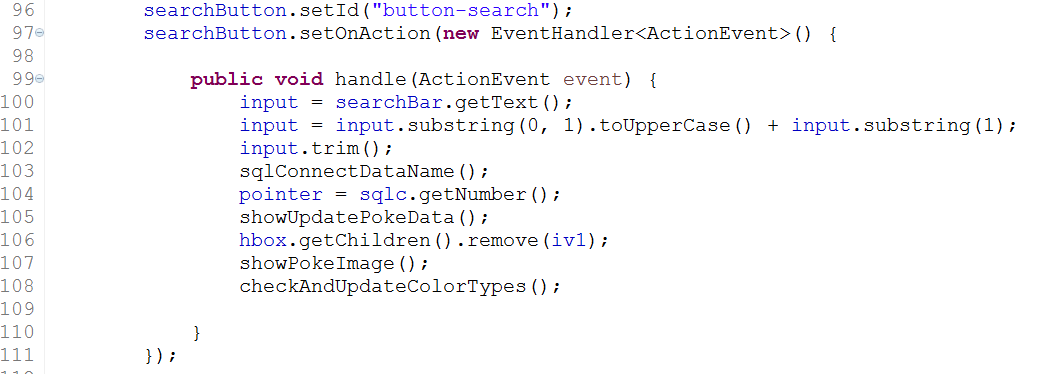 96 searchButton.setId("button-search");
97 searchButton.setOnAction(new EventHandler<ActionEvent>() {
98
99 public void handle(ActionEvent event) {
100 input = searchBar.getText();
101 input = input.substring(0, 1).toUpperCase() + input.substring(1);
102 input.trim();
103 sqlConnectDataName();
104 pointer = sqlc.getNumber();
105 showUpdatePokeData();
106 hbox.getChildren().remove(iv1);
107 showPokeImage();
108 checkAndUpdateColorTypes();
109
110 }
111 });